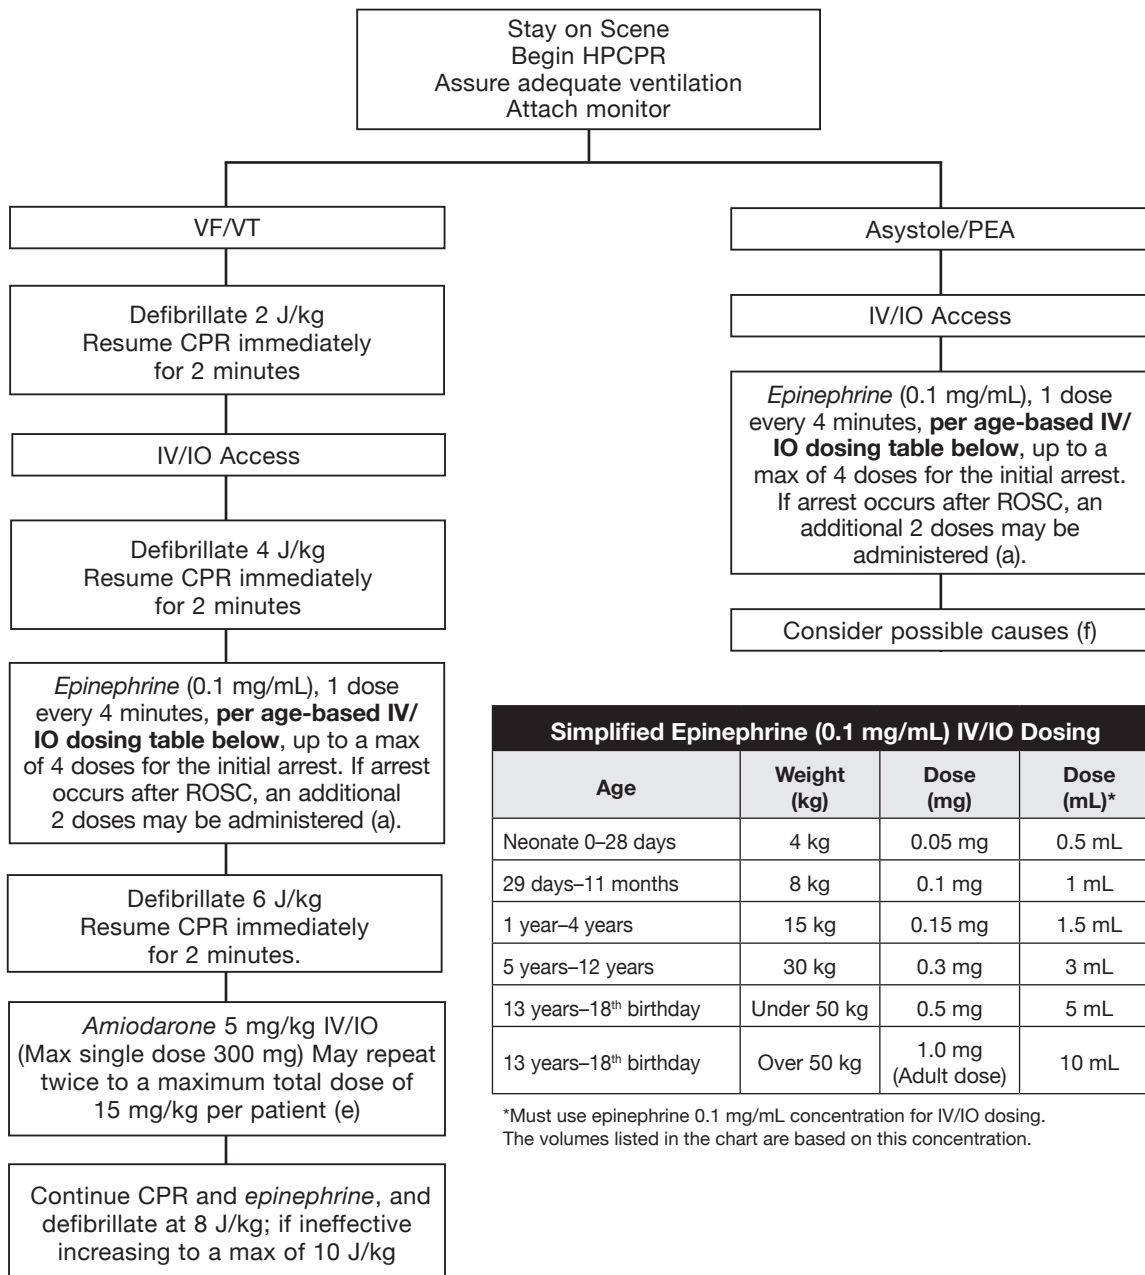 Stay on Scene
Begin HPCPR
Assure adequate ventilation
Attach monitor
VF/VT
Defibrillate 2 J/kg
Resume CPR immediately
for 2 minutes
IV/IO Access
Defibrillate 4 J/kg
Resume CPR immediately
for 2 minutes
Epinephrine (0.1 mg/mL), 1 dose
every 4 minutes, per age-based IV/
IO dosing table below, up to a max
of 4 doses for the initial arrest. If arrest
occurs after ROSC, an additional
2 doses may be administered (a).
Defibrillate 6 J/kg
Resume CPR immediately
for 2 minutes.
Amiodarone 5 mg/kg IV/IO
(Max single dose 300 mg) May repeat
twice to a maximum total dose of
15 mg/kg per patient (e)
Continue CPR and epinephrine, and
defibrillate at 8 J/kg; if ineffective
increasing to a max of 10 J/kg
Asystole/PEA
IV/IO Access
Epinephrine (0.1 mg/mL), 1 dose
every 4 minutes, per age-based IV/
IO dosing table below, up to a
max of 4 doses for the initial arrest.
If arrest occurs after ROSC, an
additional 2 doses may be
administered (a).
Consider possible causes (f)
Simplified Epinephrine (0.1 mg/mL) IV/IO Dosing
Age Weight (kg) Dose (mg) Dose (mL)*
Neonate 0–28 days 4 kg 0.05 mg 0.5 mL
29 days–11 months 8 kg 0.1 mg 1 mL
1 year–4 years 15 kg 0.15 mg 1.5 mL
5 years–12 years 30 kg 0.3 mg 3 mL
13 years–18th birthday Under 50 kg 0.5 mg 5 mL
13 years–18th birthday Over 50 kg 1.0 mg (Adult dose) 10 mL
*Must use epinephrine 0.1 mg/mL concentration for IV/IO dosing.
The volumes listed in the chart are based on this concentration.